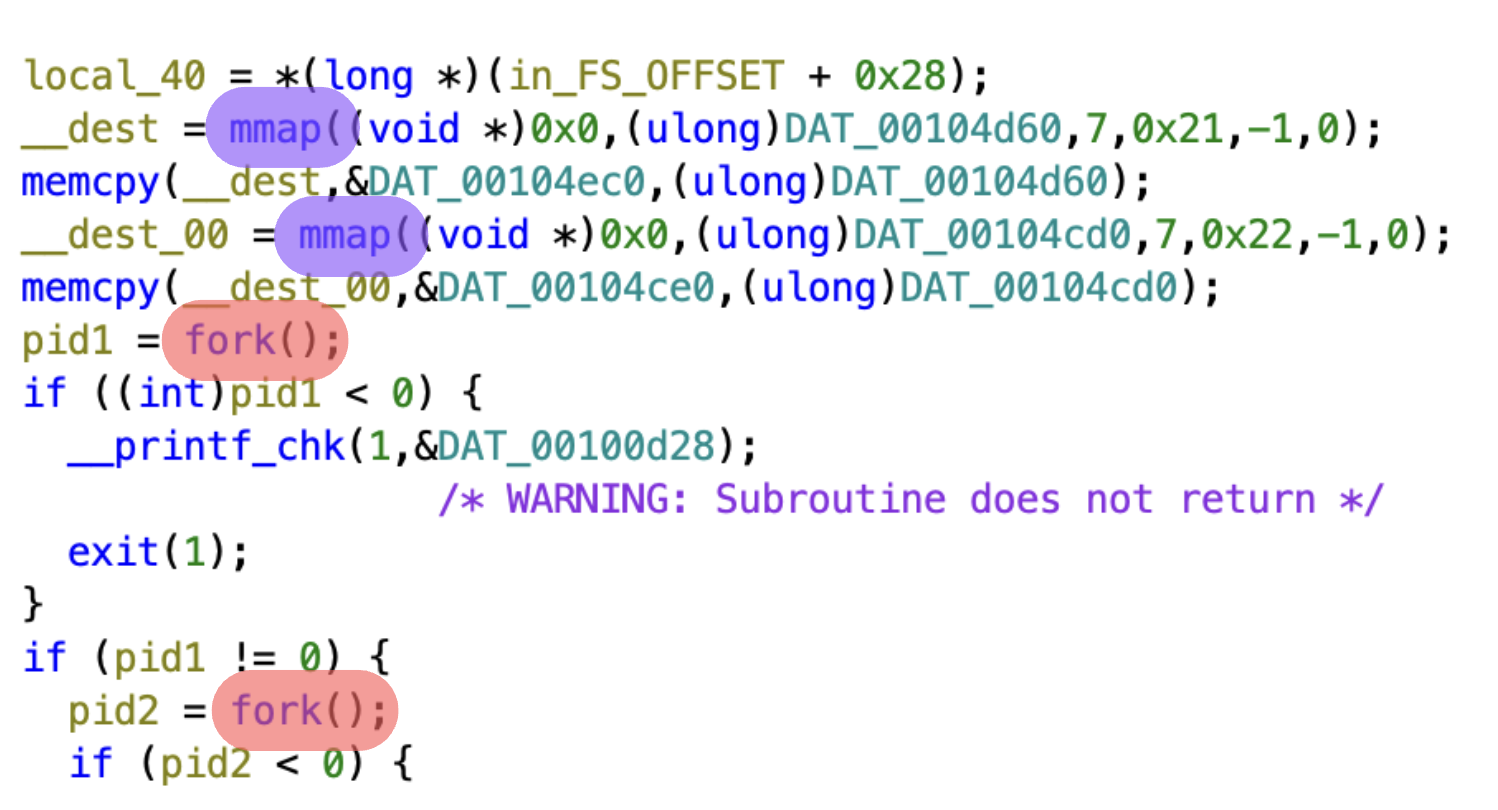 local_40 = *(long *)(in_FS_OFFSET + 0x28);
__dest = mmap((void *)0x0,(ulong)DAT_00104d60,7,0x21,-1,0);
memcpy(__dest,&DAT_00104ec0,(ulong)DAT_00104d60);
__dest_00 = mmap((void *)0x0,(ulong)DAT_00104cd0,7,0x22,-1,0);
memcpy(__dest_00,&DAT_00104ce0,(ulong)DAT_00104cd0);
pid1 = fork();
if ((int)pid1 < 0) {
__printf_chk(1,&DAT_00100d28);
/* WARNING: Subroutine does not return */
exit(1);
}
if (pid1 != 0) {
pid2 = fork();
if (pid2 < 0) {